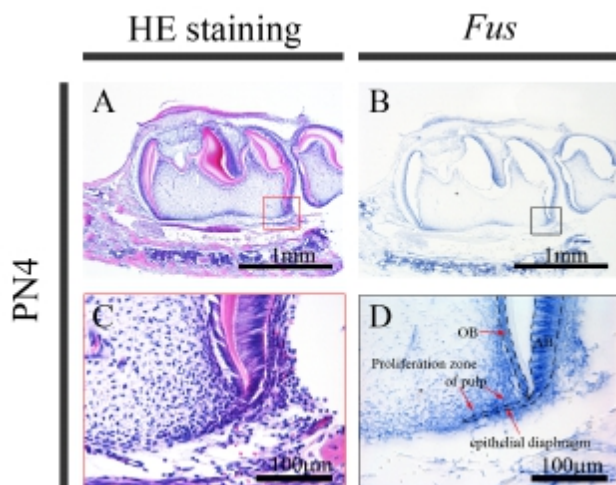 HE staining
Fus
PN4
A
1mm
B
1mm
C
100μm
D
OB
AB
Proliferation zone
of pulp
epithelial diaphragm
100μm